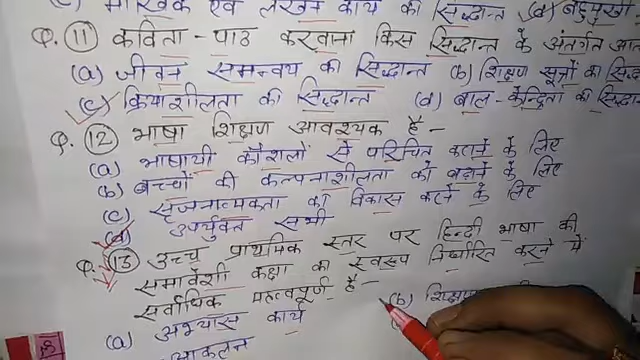 (c) मौखिक एवं लेखन कार्य का सिद्धान्त (d) बहुमुखी
Q. 11 कविता - पाठ करवाना किस सिद्धान्त के अंतर्गत आत
(a) जीवन समन्वय का सिद्धान्त (b) शिक्षण सूत्रों का सिद्ध
(c) क्रियाशीलता का सिद्धान्त (d) बाल-केन्द्रिता का सिद्धा
Q. 12 भाषा शिक्षण आवश्यक है -
(a) भाषायी कौशलों से परिचित कराने के लिए
(b) बच्चों की कल्पनाशीलता को बढ़ाने के लिए
(c) सृजनात्मकता का विकास करने के लिए
(d) उपर्युक्त सभी
Q. 13 उच्च प्राथमिक स्तर पर हिन्दी भाषा की
समावेशी कक्षा का स्वरूप निर्धारित करने में
सर्वाधिक महत्वपूर्ण है -
(a) अभ्यास कार्य (b)
आकलन